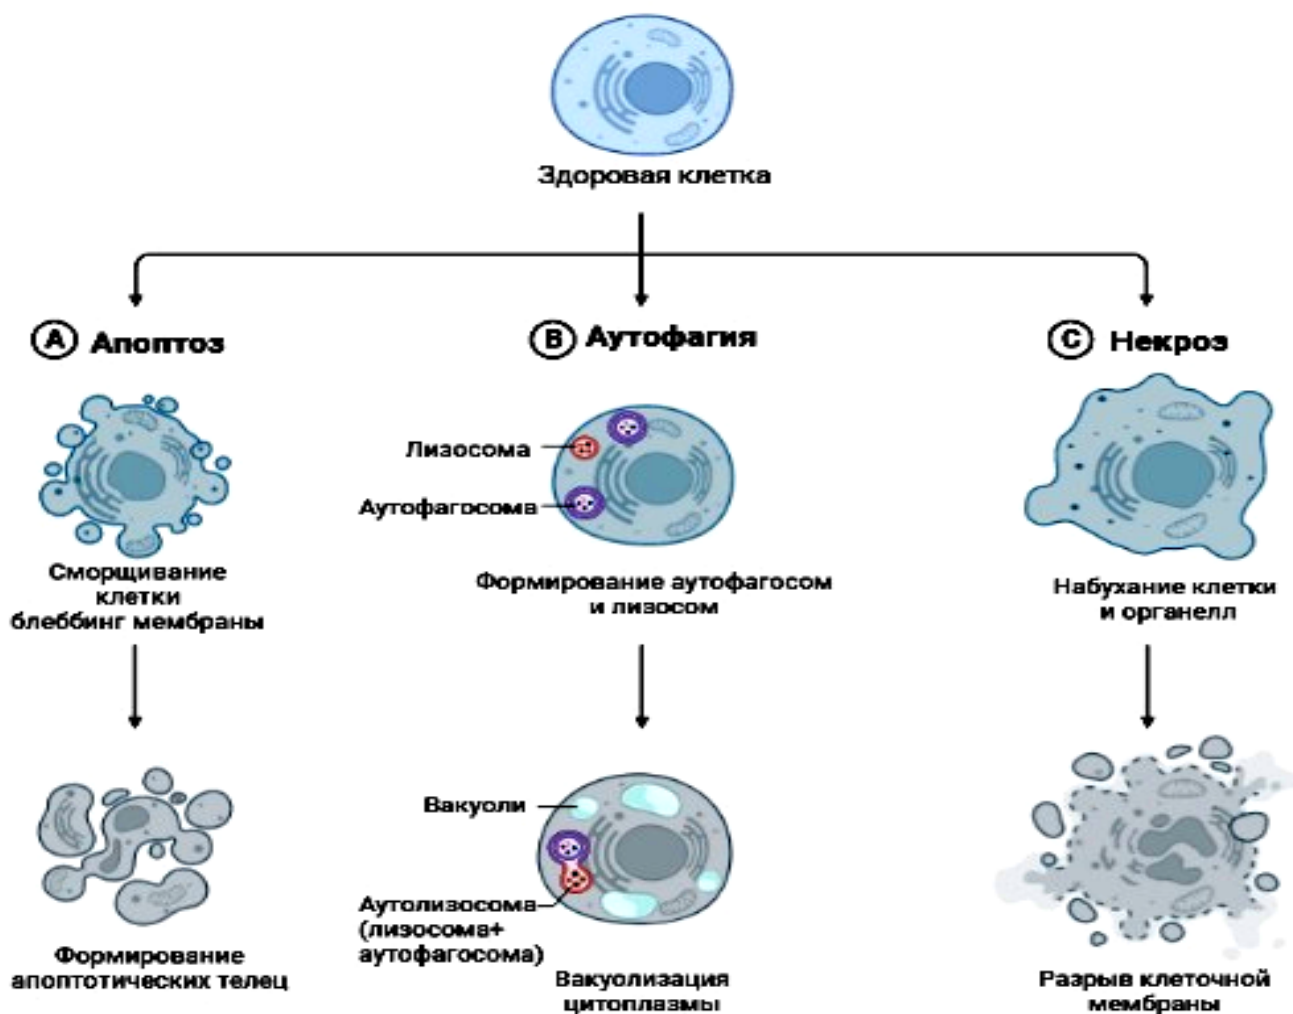 Здоровая клетка
A Апоптоз
B Аутофагия
C Некроз
Лизосома
Аутофагосома
Сморщивание
клетки
блеббинг мембраны
Формирование аутофагосом
и лизосом
Набухание клетки
и органелл
Вакуоли
Аутолизосома
(лизосома+
аутофагосома)
Формирование
апоптотических телец
Вакуолизация
цитоплазмы
Разрыв клеточной
мембраны